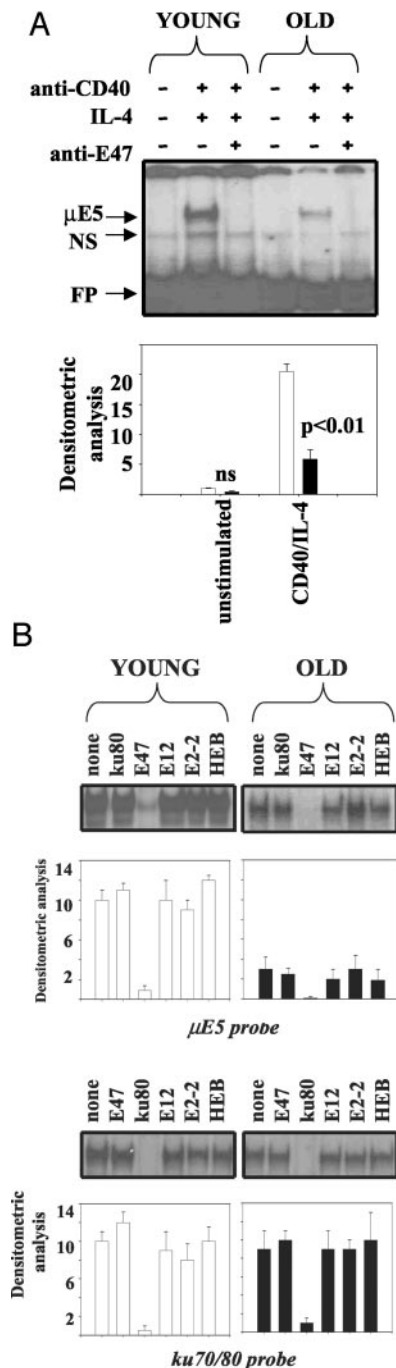 A
YOUNG OLD
anti-CD40 - + + - + +
IL-4 - + + - + +
anti-E47 - - + - - +
μE5
NS
FP
Densitometric analysis
20
15
10
5
ns
p<0.01
unstimulated
CD40/IL-4
B
YOUNG OLD
none ku80 E47 E12 E2-2 HEB none ku80 E47 E12 E2-2 HEB
Densitometric analysis
14
10
6
2
μE5 probe
none E47 ku80 E12 E2-2 HEB none E47 ku80 E12 E2-2 HEB
Densitometric analysis
14
10
6
2
ku70/80 probe